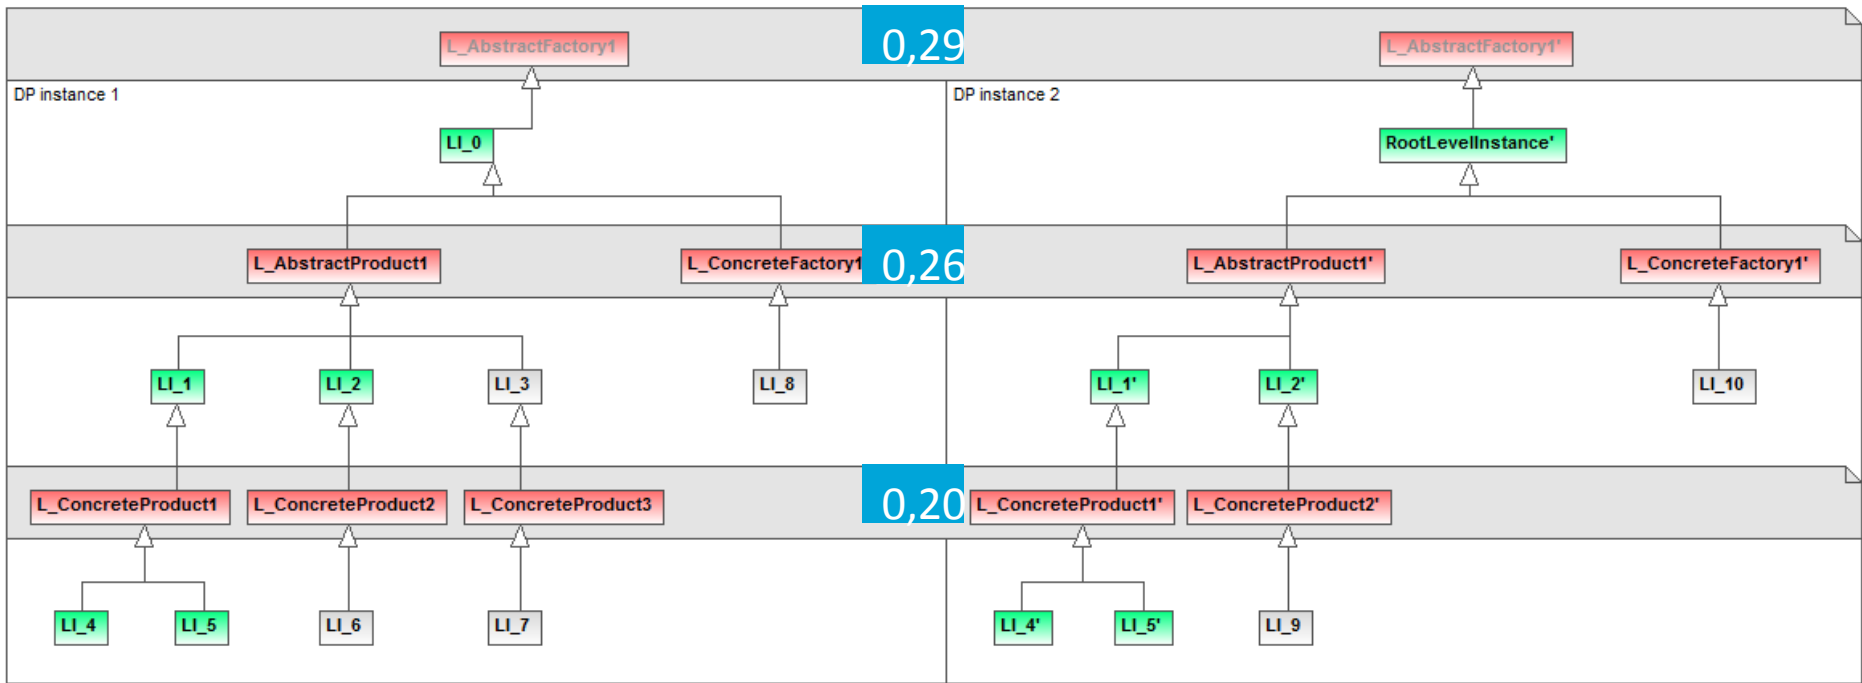 L_AbstractFactory1
0,29
L_AbstractFactory1'
DP instance 1
DP instance 2
LI_0
RootLevelInstance'
L_AbstractProduct1
L_ConcreteFactory1
0,26
L_AbstractProduct1'
L_ConcreteFactory1'
LI_1
LI_2
LI_3
LI_8
LI_1'
LI_2'
LI_10
L_ConcreteProduct1
L_ConcreteProduct2
L_ConcreteProduct3
0,20
L_ConcreteProduct1'
L_ConcreteProduct2'
LI_4
LI_5
LI_6
LI_7
LI_4'
LI_5'
LI_9